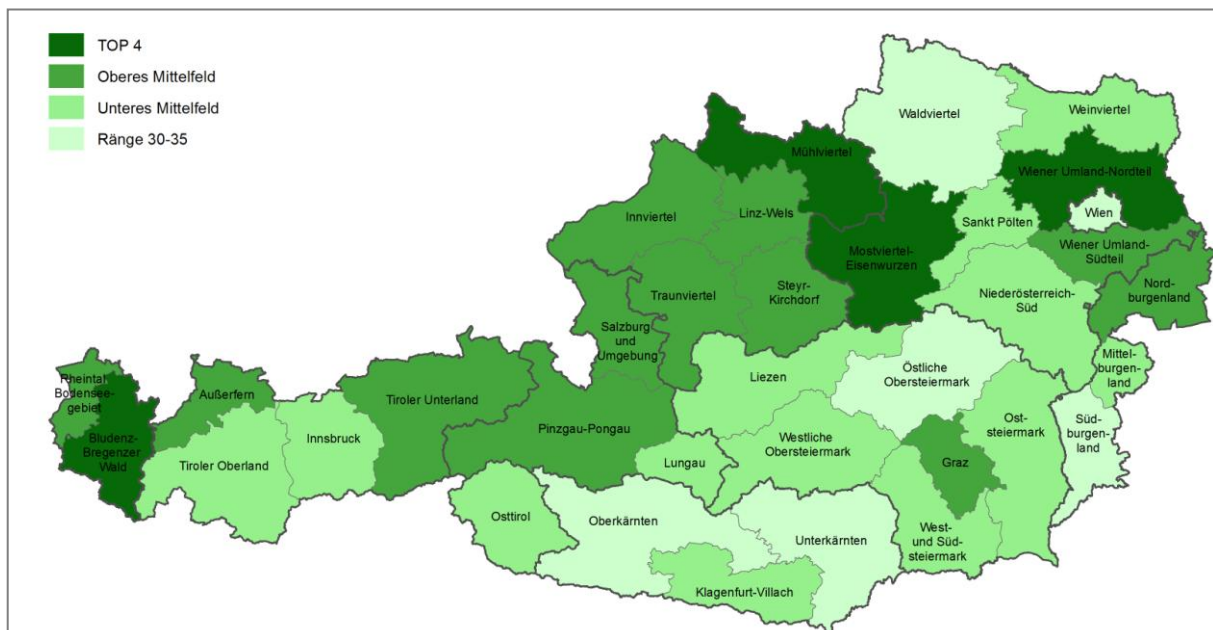 TOP 4
Oberes Mittelfeld
Unteres Mittelfeld
Ränge 30-35
Waldviertel
Weinviertel
Mühlviertel
Wiener Umland-Nordteil
Wien
Innviertel
Linz-Wels
Sankt Pölten
Mostviertel-
Eisenwurzen
Wiener Umland-
Südteil
Nord-
burgenland
Traunviertel
Steyr-
Kirchdorf
Niederösterreich-
Süd
Salzburg
und
Umgebung
Mittel-
burgen-
land
Rheintal-
Bodensee-
gebiet
Außerfern
Tiroler Unterland
Liezen
Östliche
Obersteiermark
Bludenz-
Bregenzer
Wald
Tiroler Oberland
Innsbruck
Pinzgau-Pongau
Lungau
Westliche
Obersteiermark
Graz
Ost-
steiermark
Süd-
burgen-
land
Osttirol
Oberkärnten
Unterkärnten
West-
und Süd-
steiermark
Klagenfurt-Villach